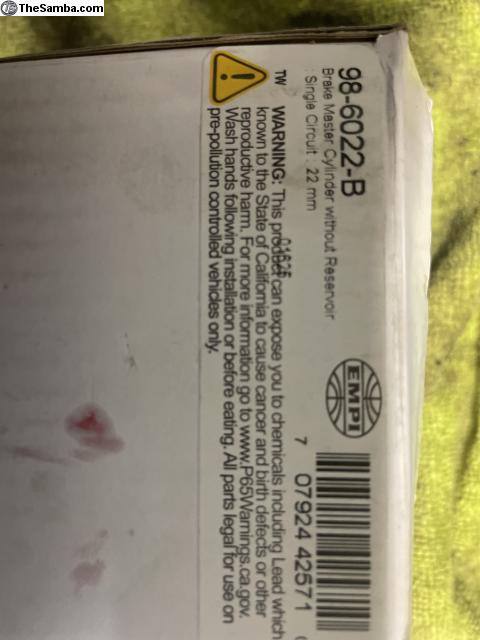 TheSamba.com
98-6022-B
Brake Master Cylinder without Reservoir
: Single Circuit : 22 mm
EMPI
7 07924 42571
01625
TW WARNING: This product can expose you to chemicals including Lead which
known to the State of California to cause cancer and birth defects or other
reproductive harm. For more information go to www.P65Warnings.ca.gov.
Wash hands following installation or before eating. All parts legal for use on
pre-pollution controlled vehicles only.